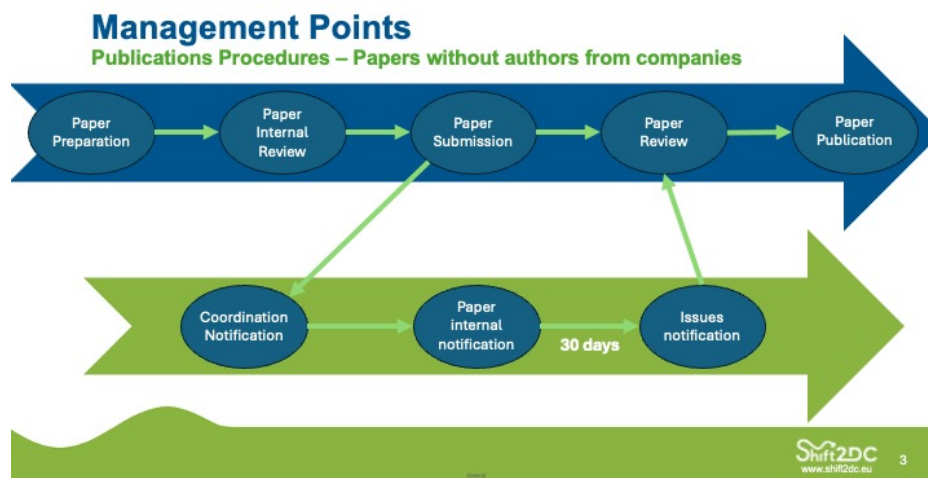 Management Points
Publications Procedures – Papers without authors from companies
Paper
Preparation
Paper
Internal
Review
Paper
Submission
Paper
Review
Paper
Publication
Coordination
Notification
Paper
internal
notification
30 days
Issues
notification
Shift2DC
www.shift2dc.eu
3